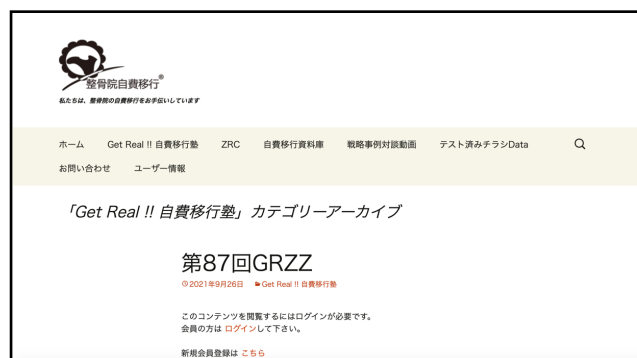 整骨院自費移行®
私たちは、整骨院の自費移行をお手伝いしています
ホーム Get Real !! 自費移行塾 ZRC 自費移行資料庫 戦略事例対談動画 テスト済みチラシData
お問い合わせ ユーザー情報
「Get Real !! 自費移行塾」カテゴリーアーカイブ
第87回GRZZ
2021年9月26日 Get Real !! 自費移行塾
このコンテンツを閲覧するにはログインが必要です。
会員の方は ログインして下さい。
新規会員登録は こちら